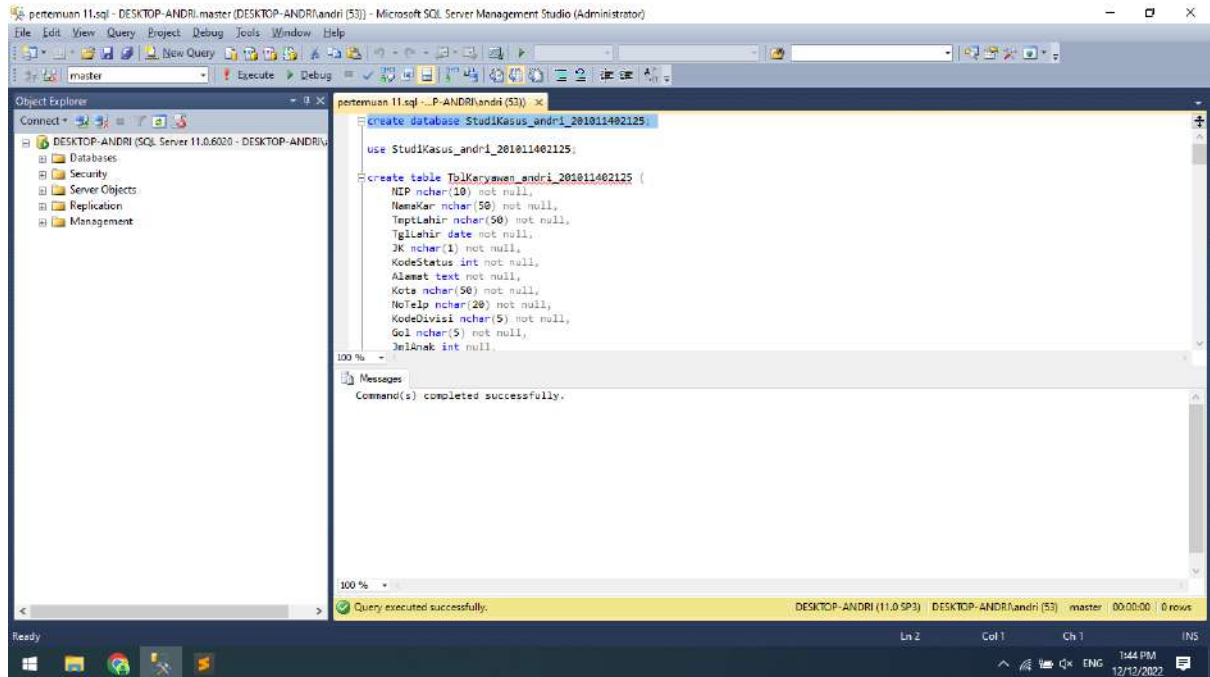 pertemuan 11.sql - DESKTOP-ANDRI.master (DESKTOP-ANDRI\andri (53)) - Microsoft SQL Server Management Studio (Administrator)
File Edit View Query Project Debug Tools Window Help
New Query
master Execute Debug
Object Explorer
Connect
DESKTOP-ANDRI (SQL Server 11.0.6020 - DESKTOP-ANDRI\
Databases
Security
Server Objects
Replication
Management
pertemuan 11.sql -...P-ANDRI\andri (53))
create database StudiKasus_andri_201011402125;
use StudiKasus_andri_201011402125;
create table TblKaryawan_andri_201011402125 (
NIP nchar(10) not null,
NamaKar nchar(50) not null,
TmptLahir nchar(50) not null,
TglLahir date not null,
JK nchar(1) not null,
KodeStatus int not null,
Alamat text not null,
Kota nchar(50) not null,
NoTelp nchar(20) not null,
KodeDivisi nchar(5) not null,
Gol nchar(5) not null,
JmlAnak int null,
100 %
Messages
Command(s) completed successfully.
100 %
Query executed successfully. DESKTOP-ANDRI (11.0 SP3) DESKTOP-ANDRI\andri (53) master 00:00:00 0 rows
Ready Ln 2 Col 1 Ch 1 INS
ENG 1:44 PM
12/12/2022